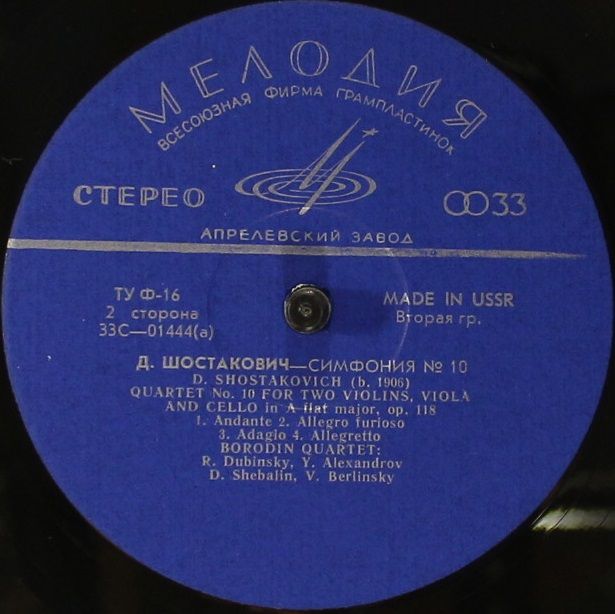 МЕЛОДИЯ
ВСЕСОЮЗНАЯ ФИРМА ГРАМПЛАСТИНОК
СТЕРЕО
33
АПРЕЛЕВСКИЙ ЗАВОД
ТУ Ф-16
2 сторона
33С—01444(а)
MADE IN USSR
Вторая гр.
Д. ШОСТАКОВИЧ—СИМФОНИЯ № 10
D. SHOSTAKOVICH (b. 1906)
QUARTET No. 10 FOR TWO VIOLINS, VIOLA
AND CELLO in A flat major, op. 118
1. Andante 2. Allegro furioso
3. Adagio 4. Allegretto
BORODIN QUARTET:
R. Dubinsky, Y. Alexandrov
D. Shebalin, V. Berlinsky